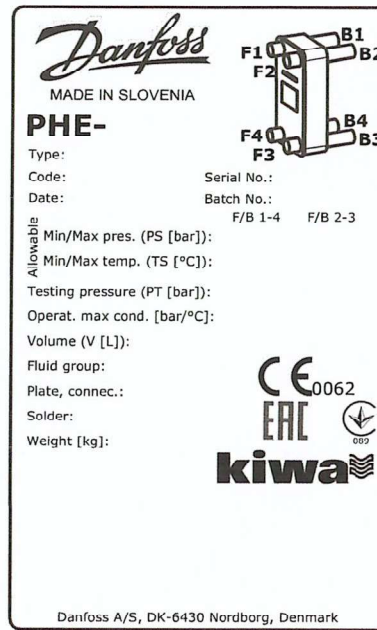 Danfoss
MADE IN SLOVENIA
F1
F2
B1
B2
F4
F3
B4
B3
PHE-
Type:
Code:
Serial No.:
Date:
Batch No.:
F/B 1-4 F/B 2-3
Allowable
Min/Max pres. (PS [bar]):
Min/Max temp. (TS [°C]):
Testing pressure (PT [bar]):
Operat. max cond. [bar/°C]:
Volume (V [L]):
Fluid group:
Plate, connec.:
Solder:
Weight [kg]:
CE0062
EAC
089
kiwa
Danfoss A/S, DK-6430 Nordborg, Denmark